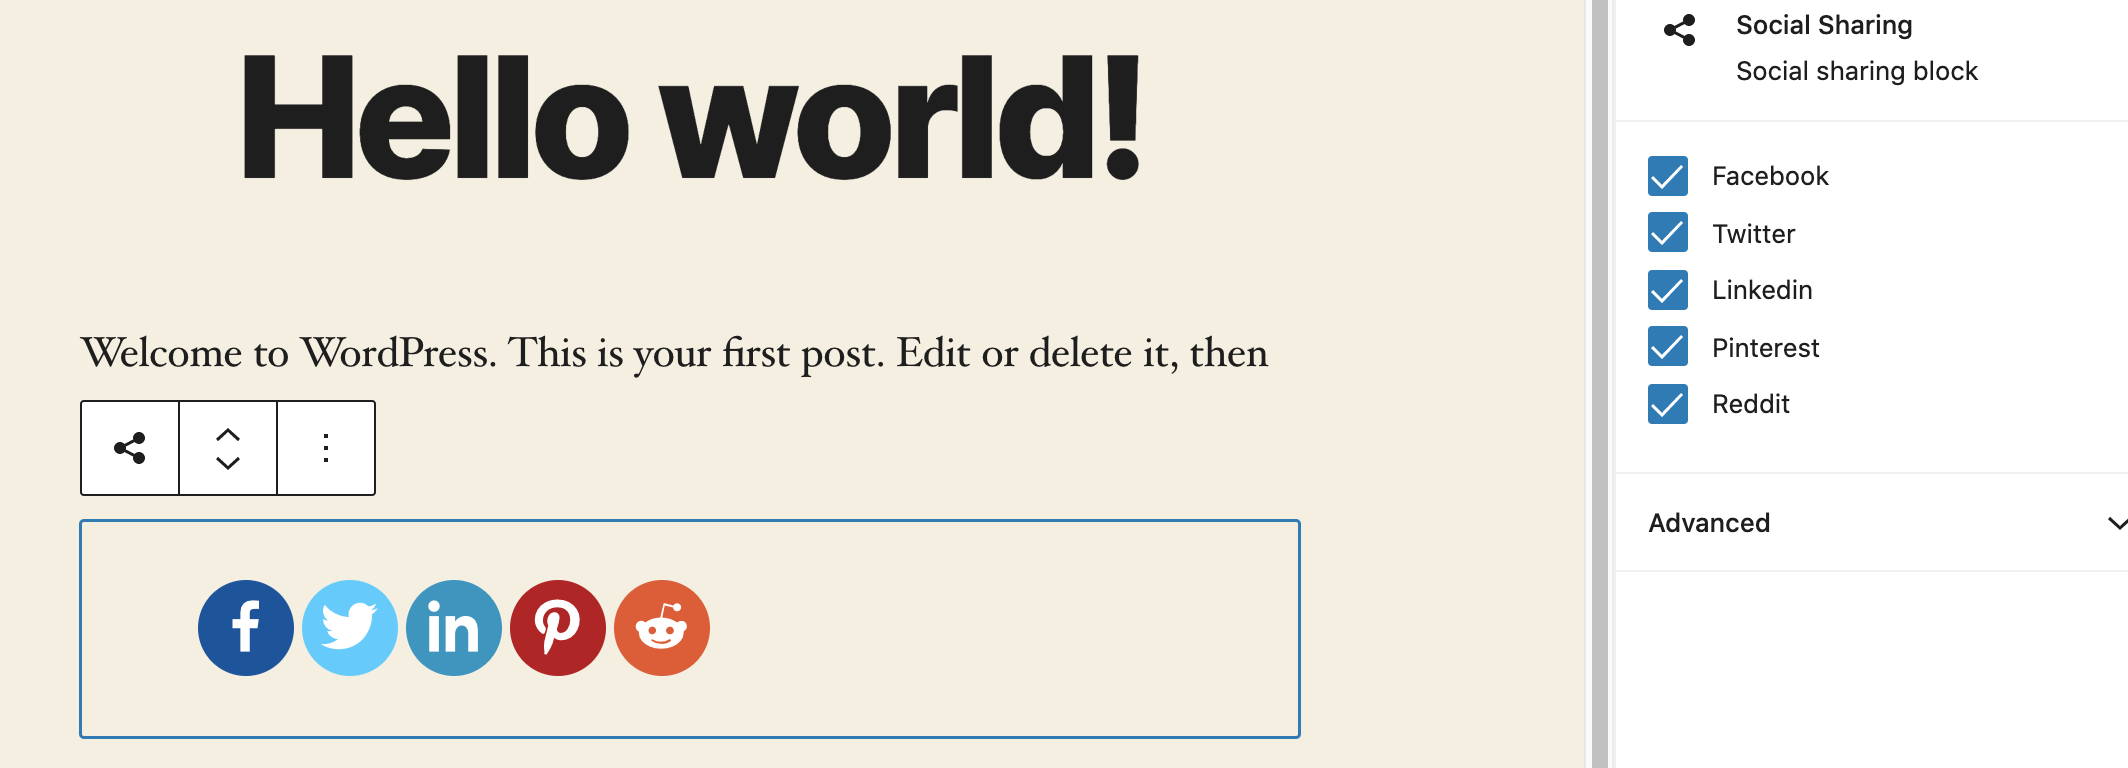 Hello world!
Welcome to WordPress. This is your first post. Edit or delete it, then
f
in
Social Sharing
Social sharing block
Facebook
Twitter
Linkedin
Pinterest
Reddit
Advanced